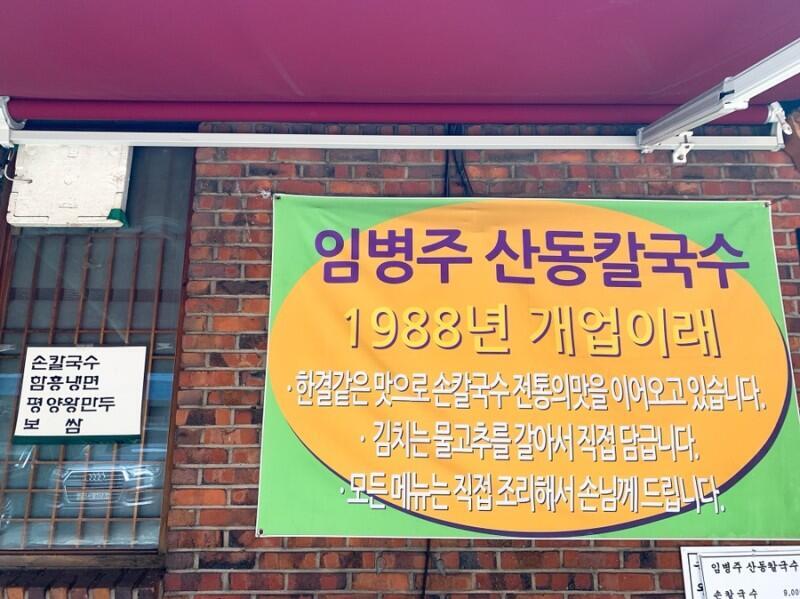 임병주 산동칼국수
1988년 개업이래
· 한결같은 맛으로 손칼국수 전통의맛을 이어오고 있습니다.
· 김치는 물고추를 갈아서 직접 담급니다.
· 모든 메뉴는 직접 조리해서 손님께 드립니다.
손칼국수
함흥냉면
평양왕만두
보 쌈
임병주 산동칼국수
손칼국수